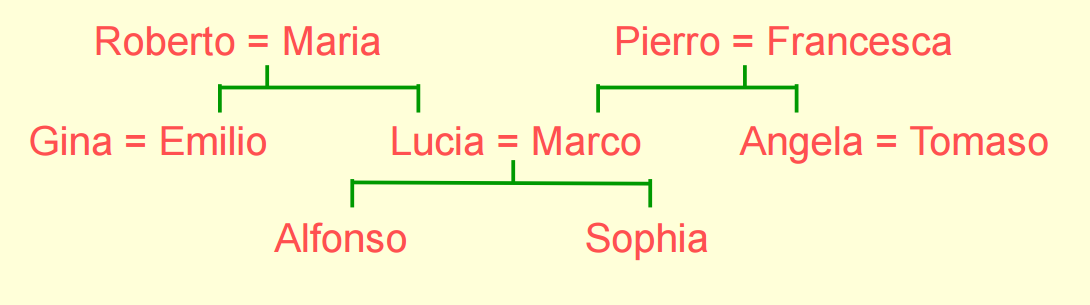 Roberto = Maria Pierro = Francesca
Gina = Emilio Lucia = Marco Angela = Tomaso
Alfonso Sophia